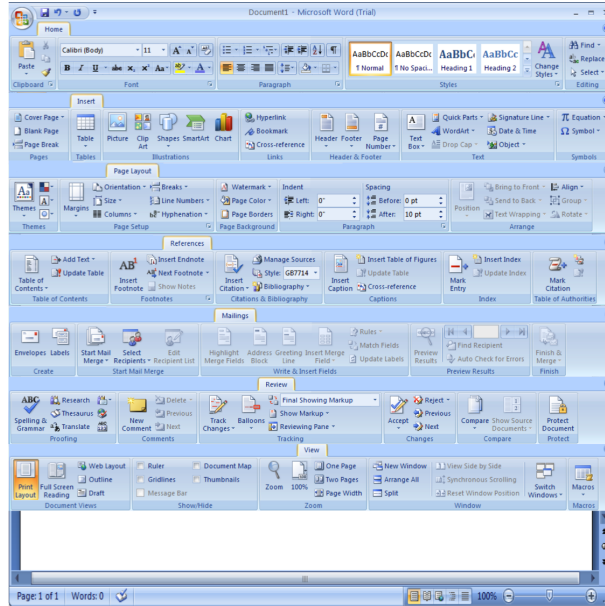 Document1 - Microsoft Word (Trial)
Home
Calibri (Body) 11 A A Aa AaBbCcDc AaBbCcDc AaBbC AaBbCc Find
Paste B I U abc x₂ x² Aa A ¶ Normal ¶ No Spaci... Heading 1 Heading 2 Change Styles Replace
Select
Clipboard Font Paragraph Styles Editing
Insert
Cover Page Hyperlink Quick Parts Signature Line Equation
Blank Page Table Picture Clip Art Shapes SmartArt Chart Bookmark Header Footer Page Number Text Box WordArt Date & Time Symbol
Page Break Cross-reference Drop Cap Object
Pages Tables Illustrations Links Header & Footer Text Symbols
Page Layout
Orientation Breaks Watermark Indent Spacing Bring to Front Align
Themes Margins Size Line Numbers Page Color Left: 0" Before: 0 pt Position Send to Back Group
Columns Hyphenation Page Borders Right: 0" After: 10 pt Text Wrapping Rotate
Themes Page Setup Page Background Paragraph Arrange
References
Add Text Insert Endnote Manage Sources Insert Table of Figures Insert Index
Table of Contents Update Table Insert Footnote Next Footnote Insert Citation Style: GB7714 Insert Caption Update Table Mark Entry Update Index Mark Citation
Show Notes Bibliography Cross-reference
Table of Contents Footnotes Citations & Bibliography Captions Index Table of Authorities
Mailings
Rules Find Recipient
Envelopes Labels Start Mail Merge Select Recipients Edit Recipient List Highlight Merge Fields Address Block Greeting Line Insert Merge Field Match Fields Preview Results Auto Check for Errors Finish & Merge
Update Labels
Create Start Mail Merge Write & Insert Fields Preview Results Finish
Review
Research Delete Final Showing Markup Reject
Spelling & Grammar Thesaurus New Comment Previous Track Changes Balloons Show Markup Accept Previous Compare Show Source Documents Protect Document
Translate Next Reviewing Pane Next
Proofing Comments Tracking Changes Compare Protect
View
Web Layout Ruler Document Map One Page New Window View Side by Side
Print Layout Full Screen Reading Outline Gridlines Thumbnails Zoom 100% Two Pages Arrange All Synchronous Scrolling Switch Windows Macros
Draft Message Bar Page Width Split Reset Window Position
Document Views Show/Hide Zoom Window Macros
Page: 1 of 1 Words: 0 100%